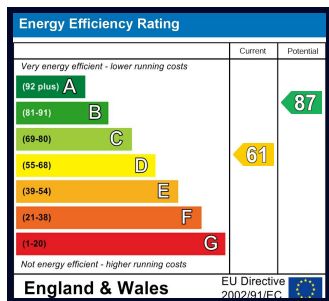 Energy Efficiency Rating
Current Potential
Very energy efficient - lower running costs
(92 plus) A
(81-91) B
87
(69-80) C
(55-68) D
61
(39-54) E
(21-38) F
(1-20) G
Not energy efficient - higher running costs
England & Wales
EU Directive
2002/91/EC